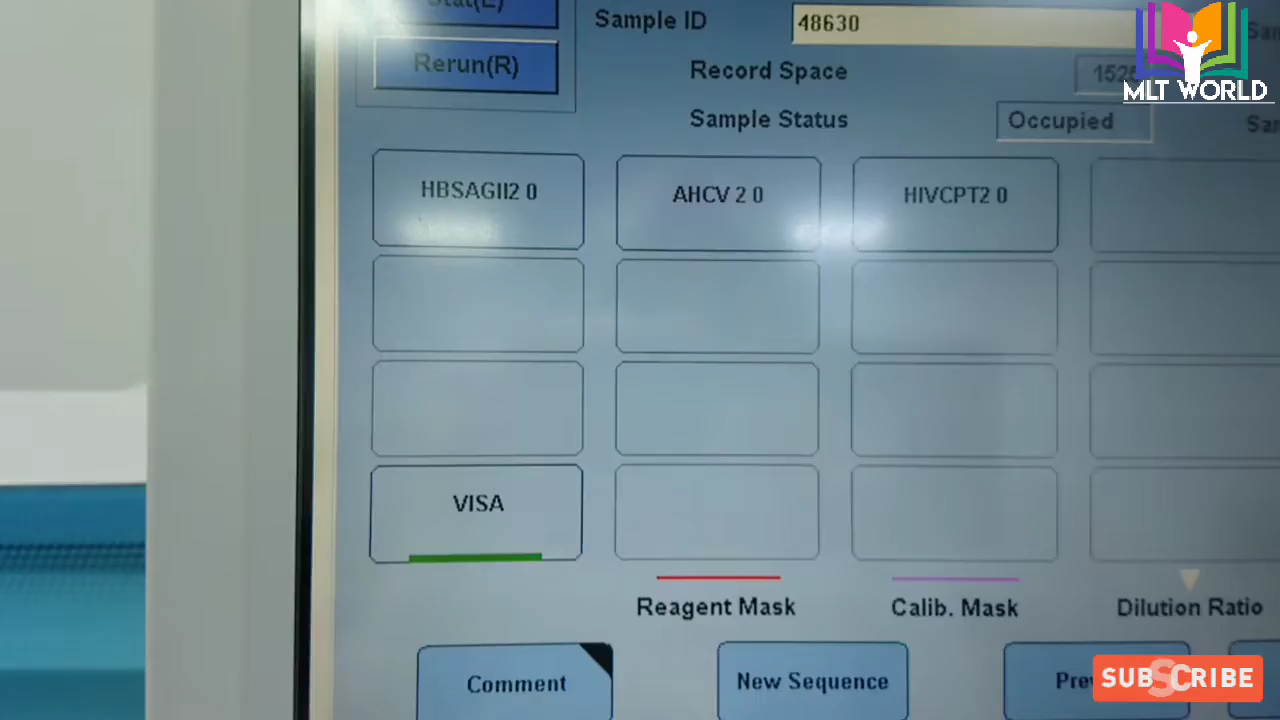 Stat(E)
Sample ID 48630
Rerun(R)
Record Space
Sample Status Occupied
MLT WORLD
HBSAGII2 0 AHCV 2 0 HIVCPT2 0
VISA
Reagent Mask Calib. Mask Dilution Ratio
Comment New Sequence
SUBSCRIBE